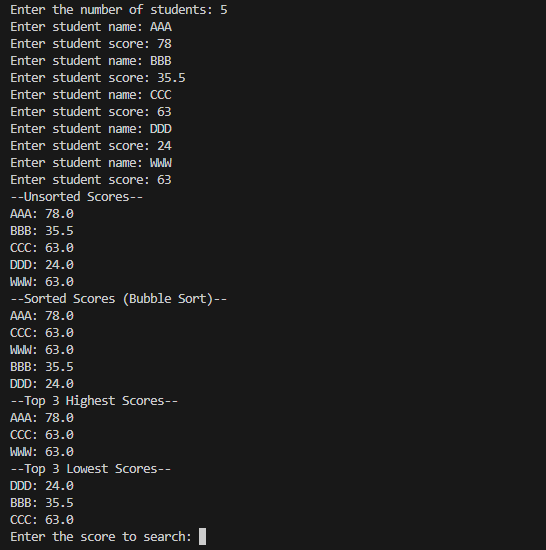 Enter the number of students: 5
Enter student name: AAA
Enter student score: 78
Enter student name: BBB
Enter student score: 35.5
Enter student name: CCC
Enter student score: 63
Enter student name: DDD
Enter student score: 24
Enter student name: WWW
Enter student score: 63
--Unsorted Scores--
AAA: 78.0
BBB: 35.5
CCC: 63.0
DDD: 24.0
WWW: 63.0
--Sorted Scores (Bubble Sort)--
AAA: 78.0
CCC: 63.0
WWW: 63.0
BBB: 35.5
DDD: 24.0
--Top 3 Highest Scores--
AAA: 78.0
CCC: 63.0
WWW: 63.0
--Top 3 Lowest Scores--
DDD: 24.0
BBB: 35.5
CCC: 63.0
Enter the score to search: